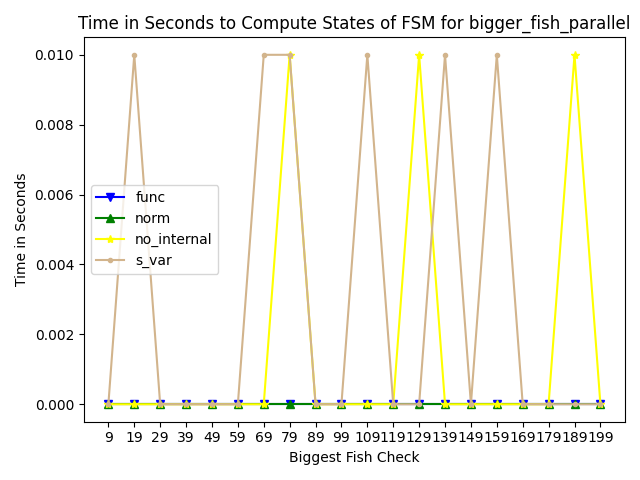 Time in Seconds to Compute States of FSM for bigger_fish_parallel
Time in Seconds
0.010
0.008
0.006
0.004
0.002
0.000
func
norm
no_internal
s_var
9 19 29 39 49 59 69 79 89 99 109 119 129 139 149 159 169 179 189 199
Biggest Fish Check